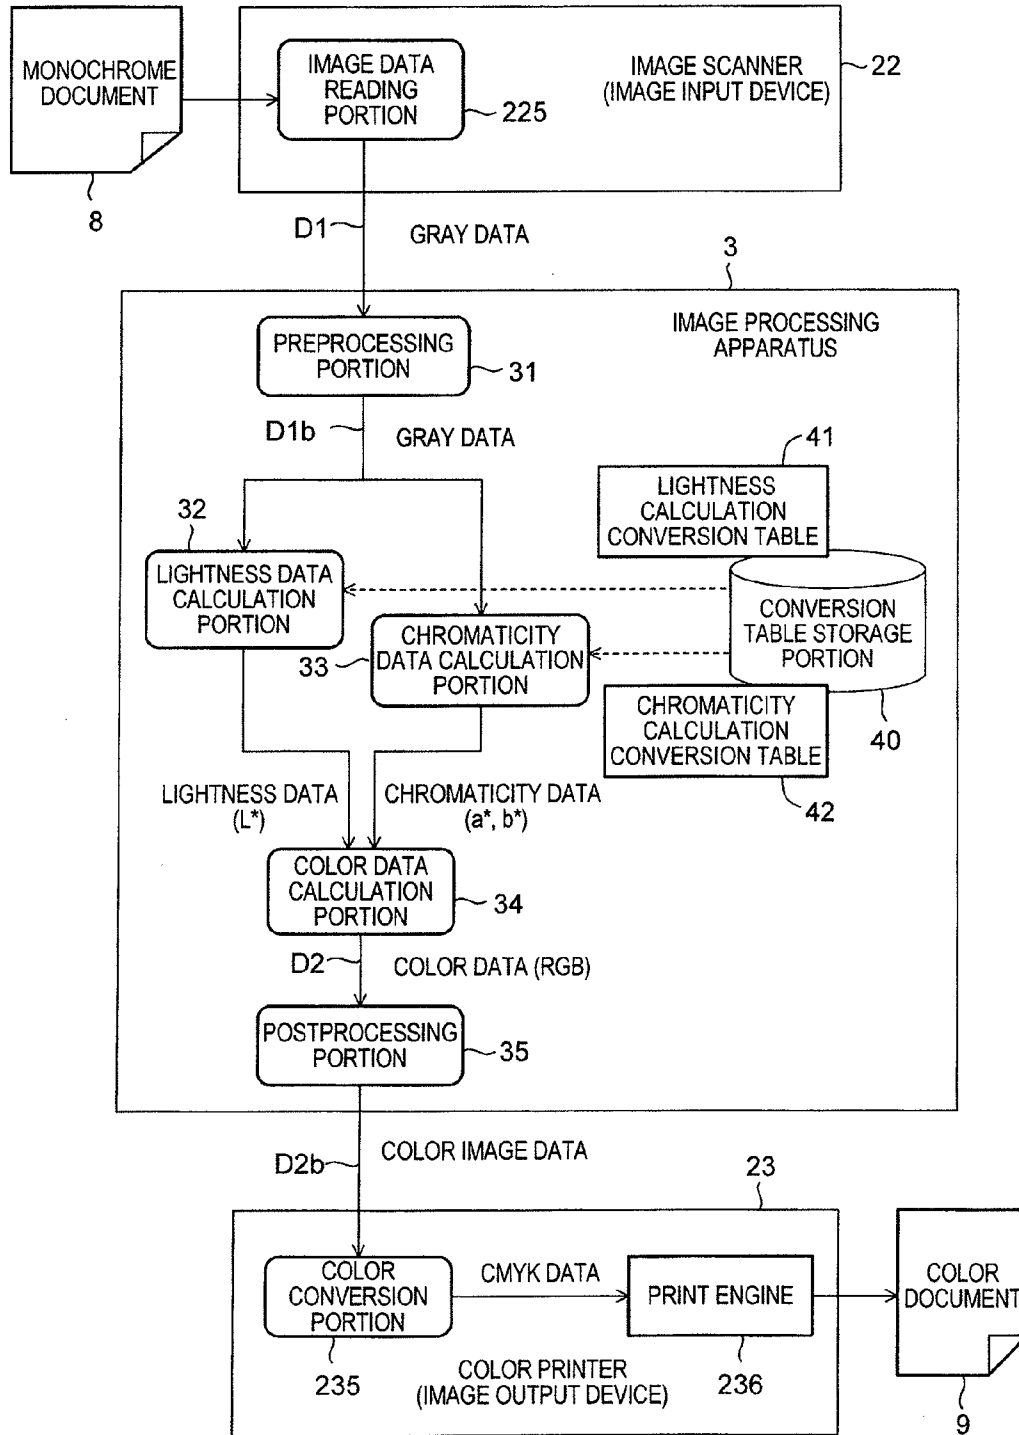 MONOCHROME
DOCUMENT
8
IMAGE DATA
READING
PORTION
225
IMAGE SCANNER
(IMAGE INPUT DEVICE)
22
D1
GRAY DATA
3
IMAGE PROCESSING
APPARATUS
PREPROCESSING
PORTION
31
D1b
GRAY DATA
41
LIGHTNESS
CALCULATION
CONVERSION TABLE
32
LIGHTNESS DATA
CALCULATION
PORTION
33
CHROMATICITY
DATA CALCULATION
PORTION
CONVERSION
TABLE STORAGE
PORTION
40
CHROMATICITY
CALCULATION
CONVERSION TABLE
42
LIGHTNESS DATA
(L*)
CHROMATICITY DATA
(a*, b*)
COLOR DATA
CALCULATION
PORTION
34
D2
COLOR DATA (RGB)
POSTPROCESSING
PORTION
35
D2b
COLOR IMAGE DATA
23
COLOR
CONVERSION
PORTION
235
CMYK DATA
PRINT ENGINE
236
COLOR PRINTER
(IMAGE OUTPUT DEVICE)
COLOR
DOCUMENT
9